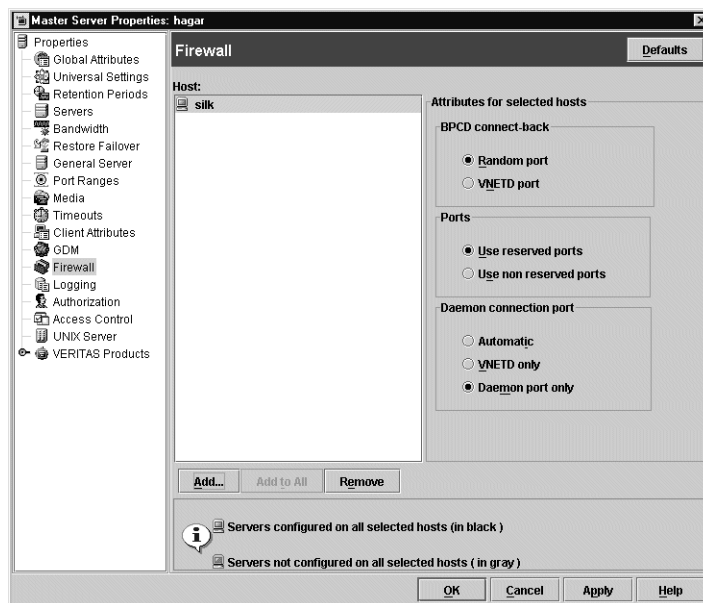 Master Server Properties: hagar
Properties
Global Attributes
Universal Settings
Retention Periods
Servers
Bandwidth
Restore Failover
General Server
Port Ranges
Media
Timeouts
Client Attributes
GDM
Firewall
Logging
Authorization
Access Control
UNIX Server
VERITAS Products
Firewall
Defaults
Host:
silk
Attributes for selected hosts
BPCD connect-back
Random port
VNETD port
Ports
Use reserved ports
Use non reserved ports
Daemon connection port
Automatic
VNETD only
Daemon port only
Add... Add to All Remove
Servers configured on all selected hosts (in black )
Servers not configured on all selected hosts ( in gray )
OK Cancel Apply Help